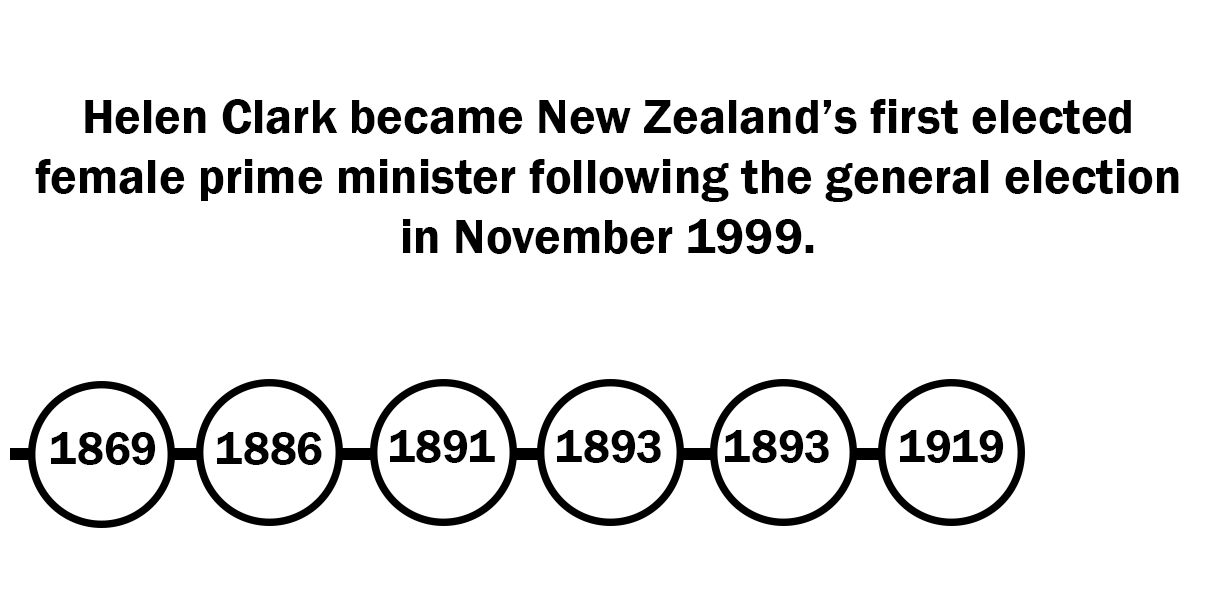 Helen Clark became New Zealand’s first elected
female prime minister following the general election
in November 1999.
1869 1886 1891 1893 1893 1919